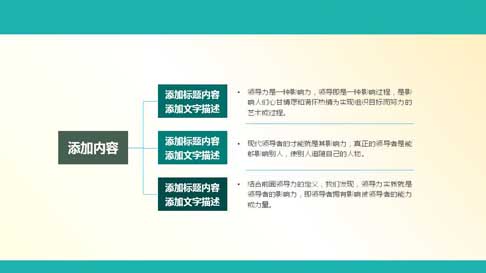 添加内容
添加标题内容
添加文字描述
• 领导力是一种影响力，领导即是一种影响过程，是影
响人们心甘情愿和满怀热情为实现组织目标而努力的
艺术或过程。
添加标题内容
添加文字描述
• 现代领导者的才能就是其影响力，真正的领导者是能
够影响别人，使别人追随自己的人物。
添加标题内容
添加文字描述
• 结合前面领导力的定义，我们发现，领导力实就是
领导者的影响力，即领导者拥有影响被领导者的能力
或力量。